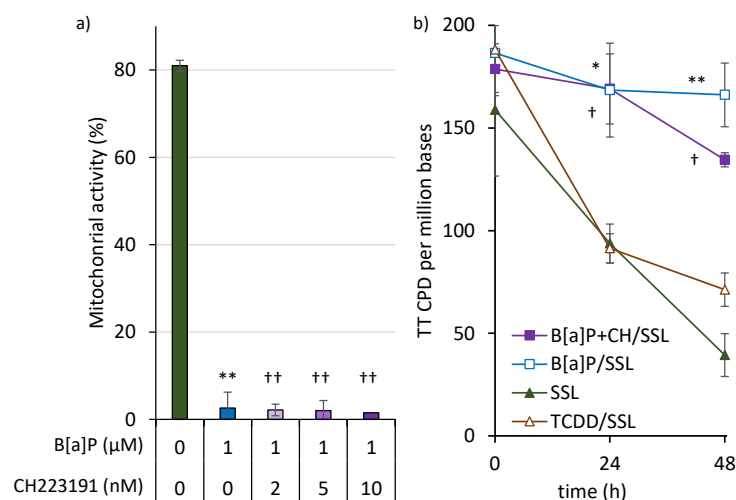 a)
Mitochonrial activity (%)
80
60
40
20
0
** †† †† ††
B[a]P (µM) 0 1 1 1 1
CH223191 (nM) 0 0 2 5 10
b)
TT CPD per million bases
200
150
100
50
0
* **
†
†
B[a]P+CH/SSL
B[a]P/SSL
SSL
TCDD/SSL
0 24 48
time (h)